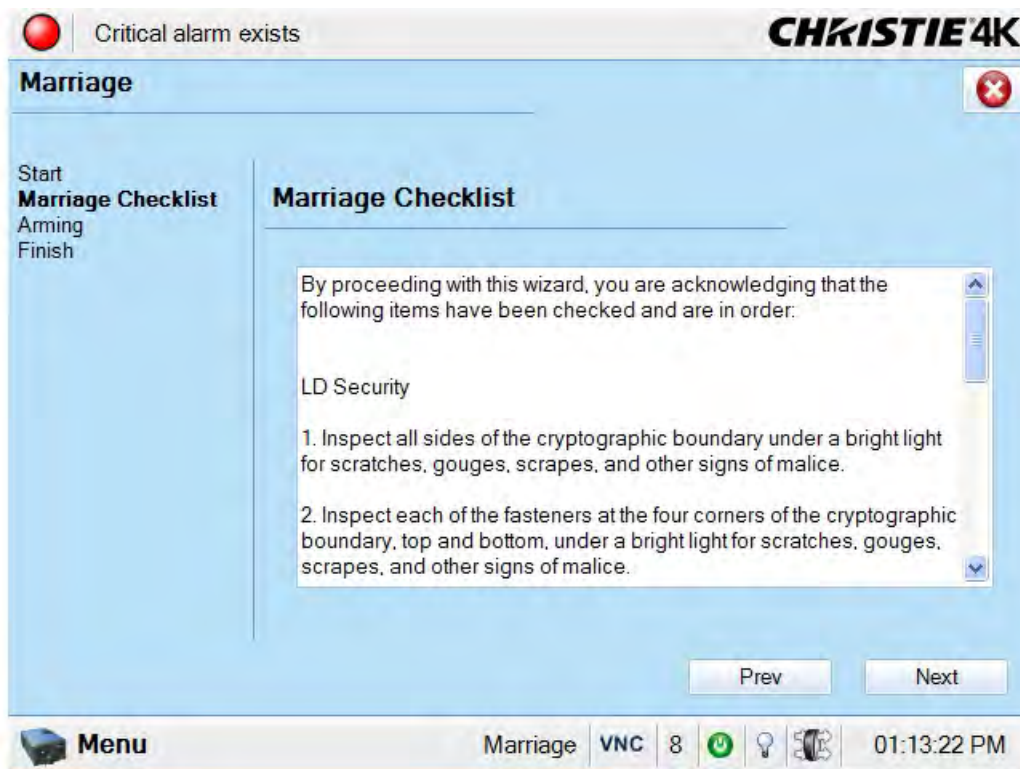 Critical alarm exists
CHRISTIE 4K
Marriage
Start
Marriage Checklist
Arming
Finish
Marriage Checklist
By proceeding with this wizard, you are acknowledging that the
following items have been checked and are in order:
LD Security
1. Inspect all sides of the cryptographic boundary under a bright light
for scratches, gouges, scrapes, and other signs of malice.
2. Inspect each of the fasteners at the four corners of the cryptographic
boundary, top and bottom, under a bright light for scratches, gouges,
scrapes, and other signs of malice.
Prev
Next
Menu
Marriage
VNC
8
01:13:22 PM